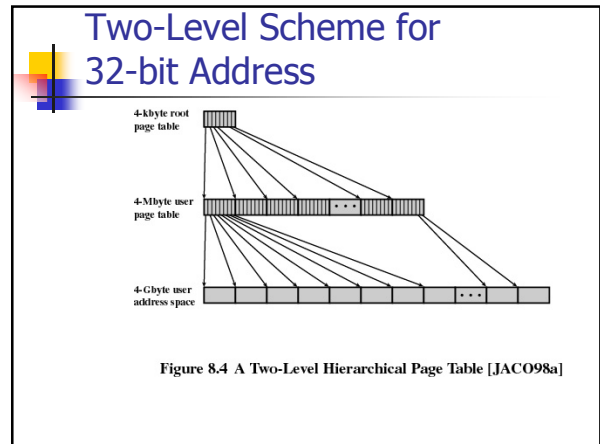 Two-Level Scheme for
32-bit Address
4-kbyte root
page table
4-Mbyte user
page table
4-Gbyte user
address space
Figure 8.4 A Two-Level Hierarchical Page Table [JACO98a]